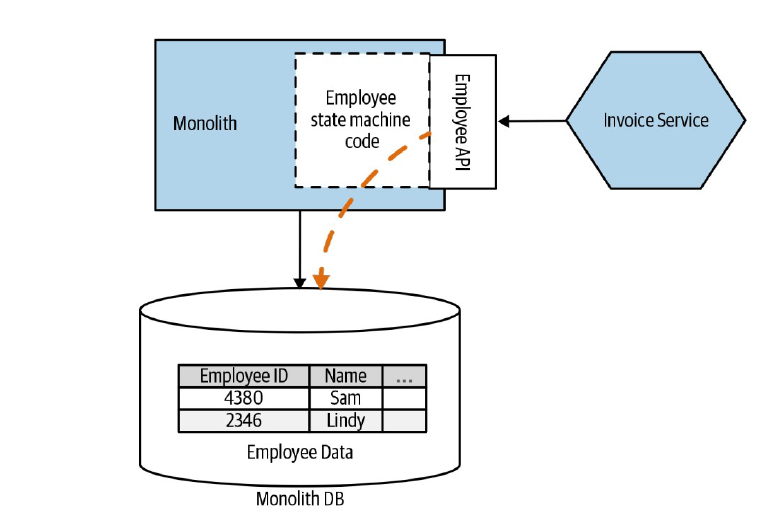 Monolith
Employee
state machine
code
Employee API
Invoice Service
Employee ID Name ...
4380 Sam
2346 Lindy
Employee Data
Monolith DB